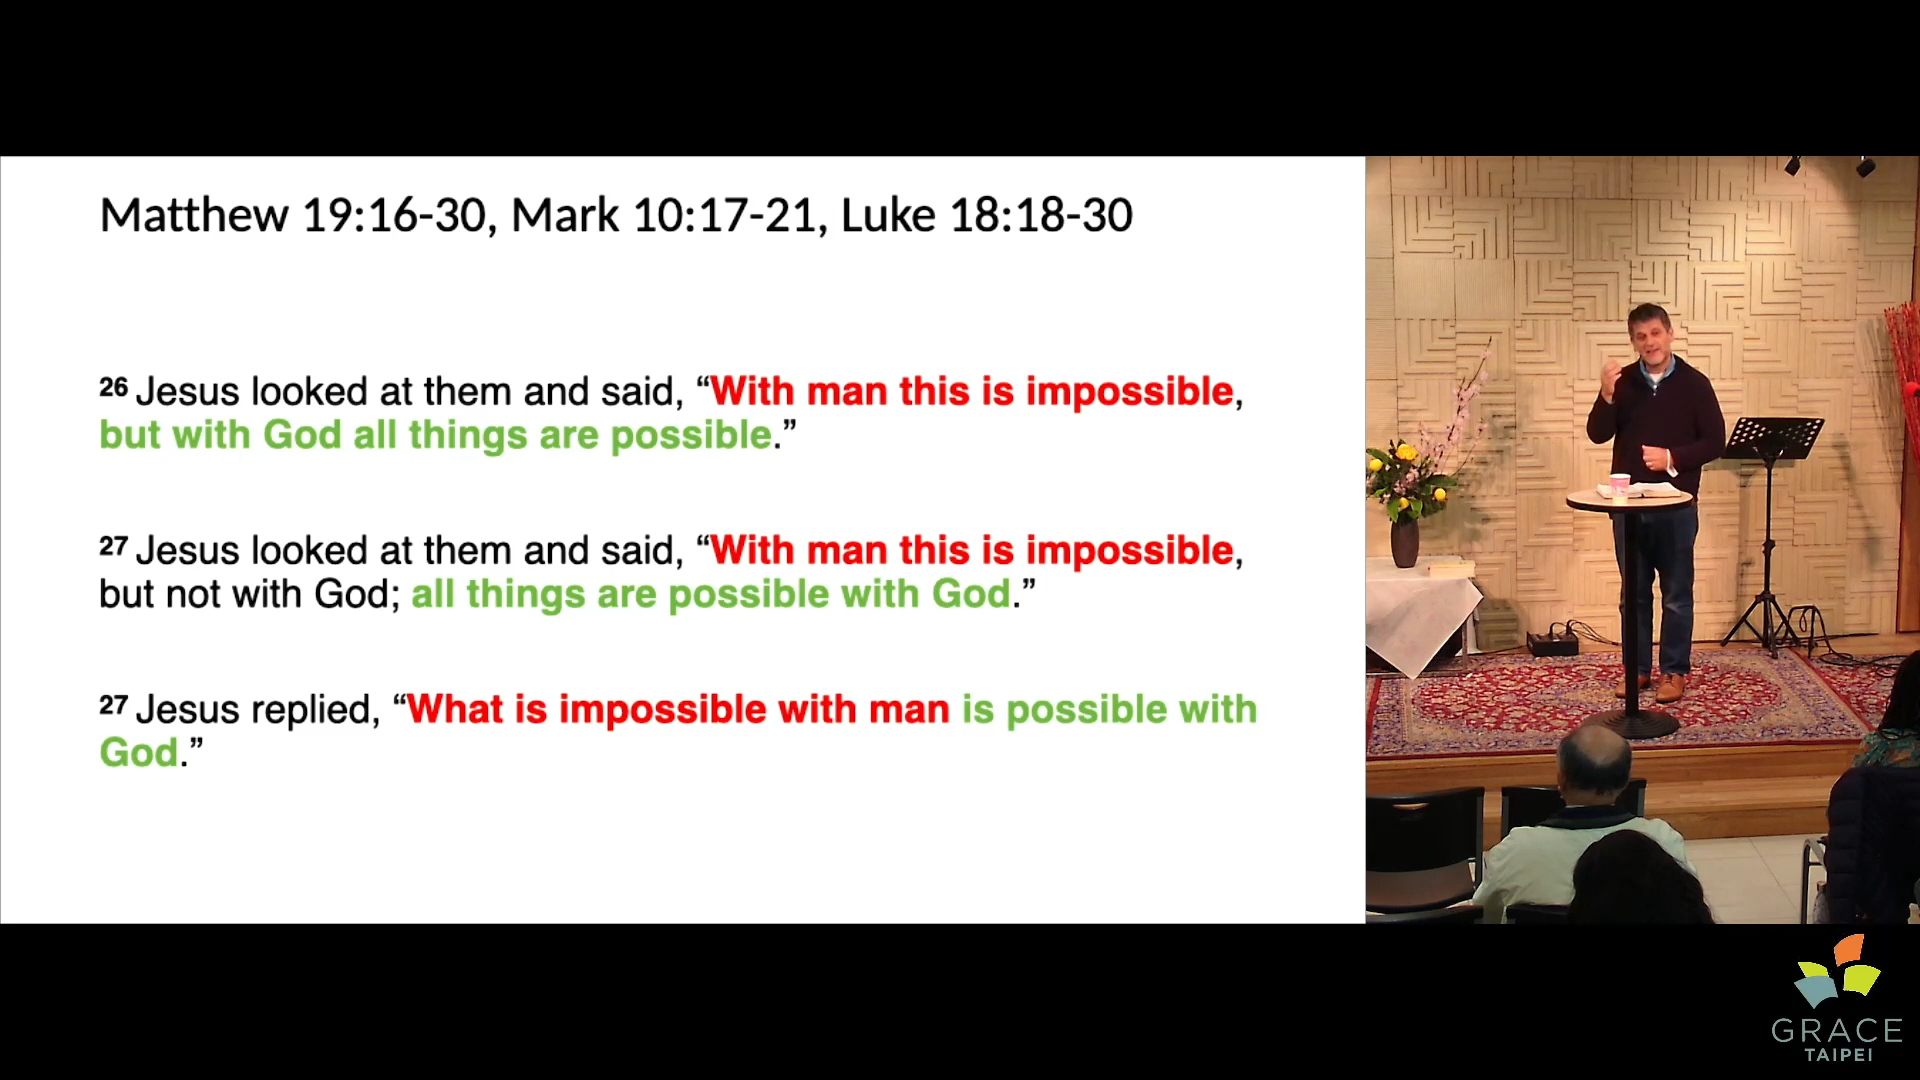 Matthew 19:16-30, Mark 10:17-21, Luke 18:18-30
26 Jesus looked at them and said, “With man this is impossible,
but with God all things are possible.”
27 Jesus looked at them and said, “With man this is impossible,
but not with God; all things are possible with God.”
27 Jesus replied, “What is impossible with man is possible with
God.”
GRACE
TAIPEI